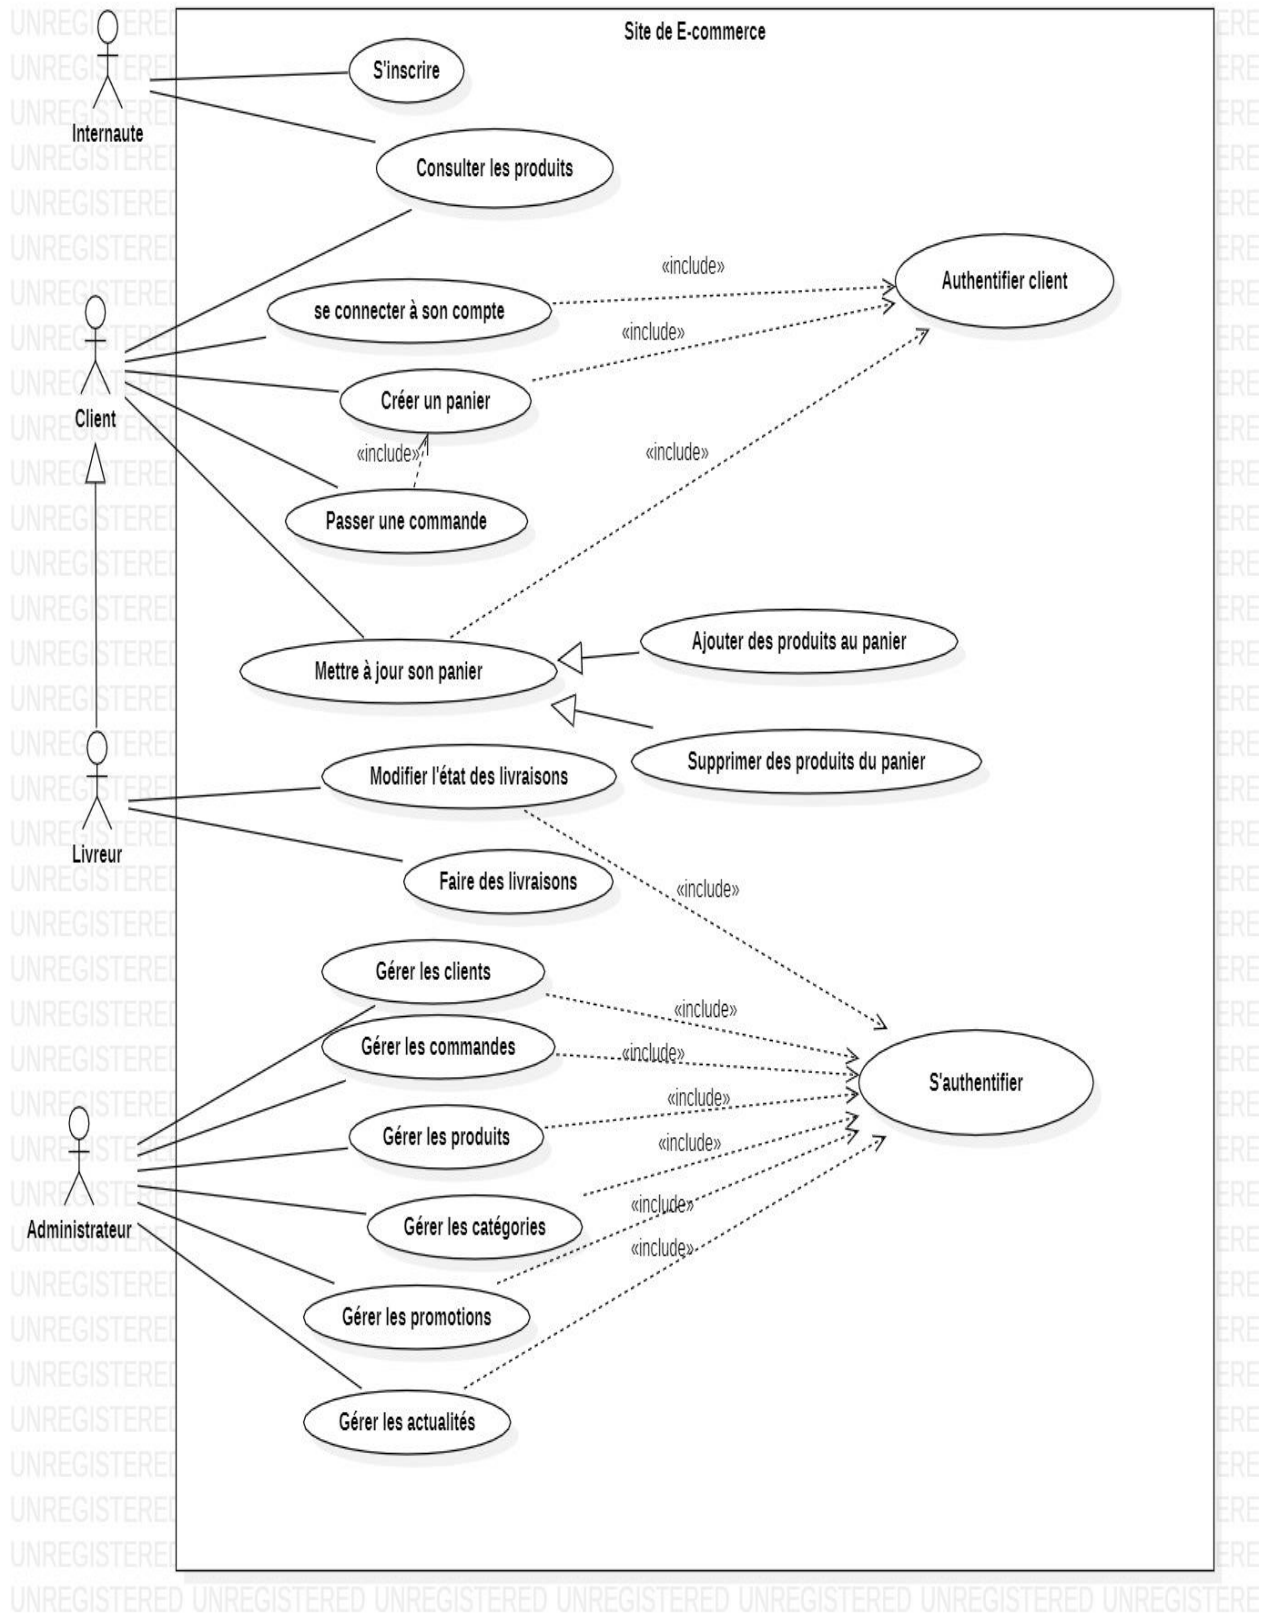 Site de E-commerce
S'inscrire
Internaute
Consulter les produits
«include»
Authentifier client
se connecter à son compte
«include»
Créer un panier
Client
«include»
«include»
Passer une commande
Ajouter des produits au panier
Mettre à jour son panier
Supprimer des produits du panier
Modifier l'état des livraisons
Livreur
Faire des livraisons
«include»
Gérer les clients
«include»
Gérer les commandes
«include»
S'authentifier
«include»
Gérer les produits
«include»
«include»
Administrateur
Gérer les catégories
«include»
Gérer les promotions
Gérer les actualités
UNREGISTERED UNREGISTERED UNREGISTERED UNREGISTERED UNREGISTERED UNREGISTERED UNREGISTERE